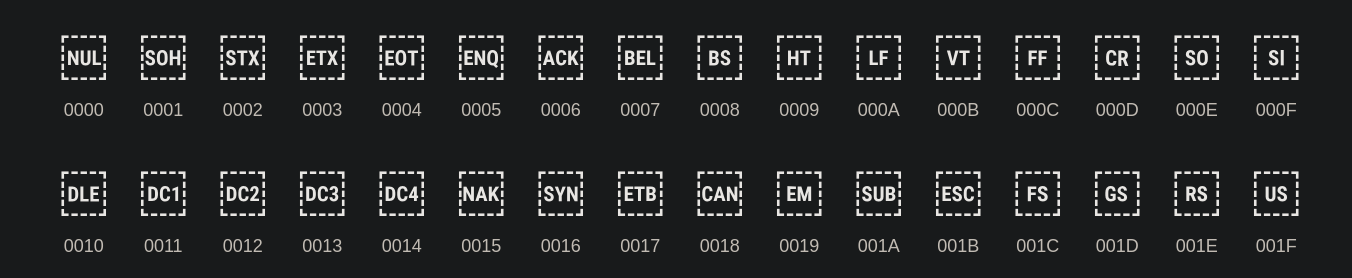 NUL SOH STX ETX EOT ENQ ACK BEL BS HT LF VT FF CR SO SI
0000 0001 0002 0003 0004 0005 0006 0007 0008 0009 000A 000B 000C 000D 000E 000F
DLE DC1 DC2 DC3 DC4 NAK SYN ETB CAN EM SUB ESC FS GS RS US
0010 0011 0012 0013 0014 0015 0016 0017 0018 0019 001A 001B 001C 001D 001E 001F